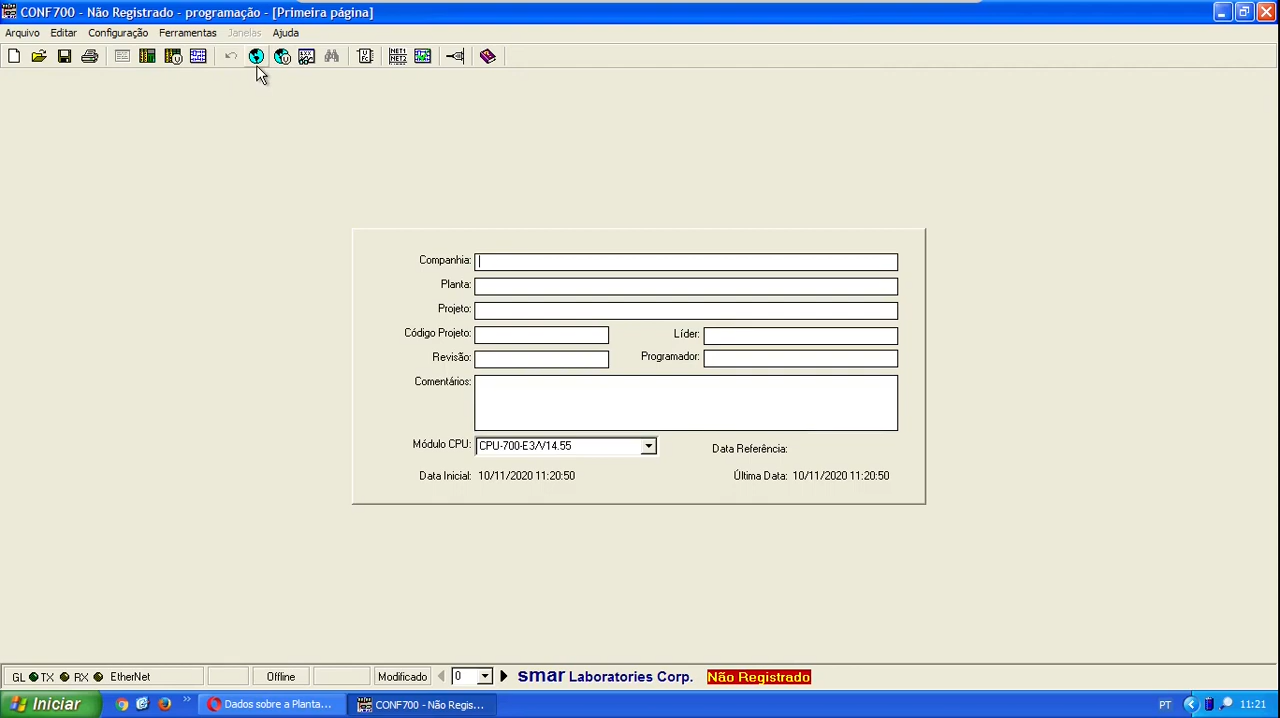 CONF700 - Não Registrado - programação - [Primeira página]
Arquivo Editar Configuração Ferramentas Janelas Ajuda
Companhia:
Planta:
Projeto:
Código Projeto: Líder:
Revisão: Programador:
Comentários:
Módulo CPU: CPU-700-E3/V14.55 Data Referência:
Data Inicial: 10/11/2020 11:20:50 Última Data: 10/11/2020 11:20:50
GL TX RX EtherNet Offline Modificado 0 smar Laboratories Corp. Não Registrado
Iniciar Dados sobre a Planta... CONF700 - Não Regis... PT 11:21